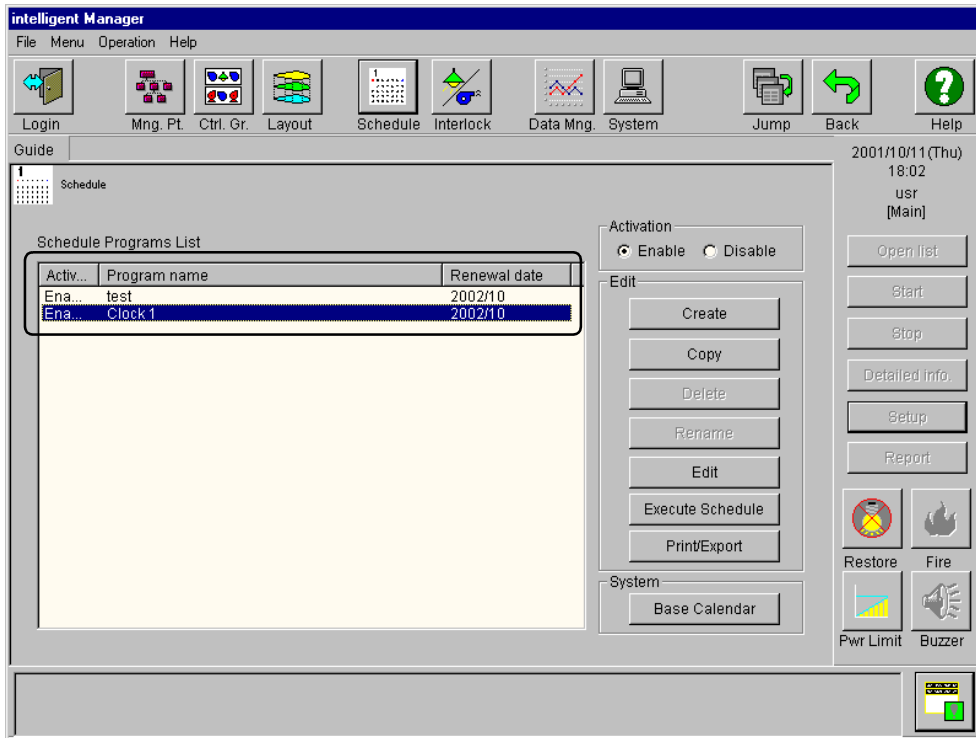 intelligent Manager
File Menu Operation Help
Login Mng. Pt. Ctrl. Gr. Layout Schedule Interlock Data Mng. System Jump Back Help
Guide
2001/10/11(Thu)
18:02
usr
[Main]
1
Schedule
Schedule Programs List
Activ... Program name Renewal date
Ena... test 2002/10
Ena... Clock 1 2002/10
Activation
Enable Disable
Edit
Create
Copy
Delete
Rename
Edit
Execute Schedule
Print/Export
System
Base Calendar
Open list
Start
Stop
Detailed info.
Setup
Report
Restore Fire
Pwr Limit Buzzer